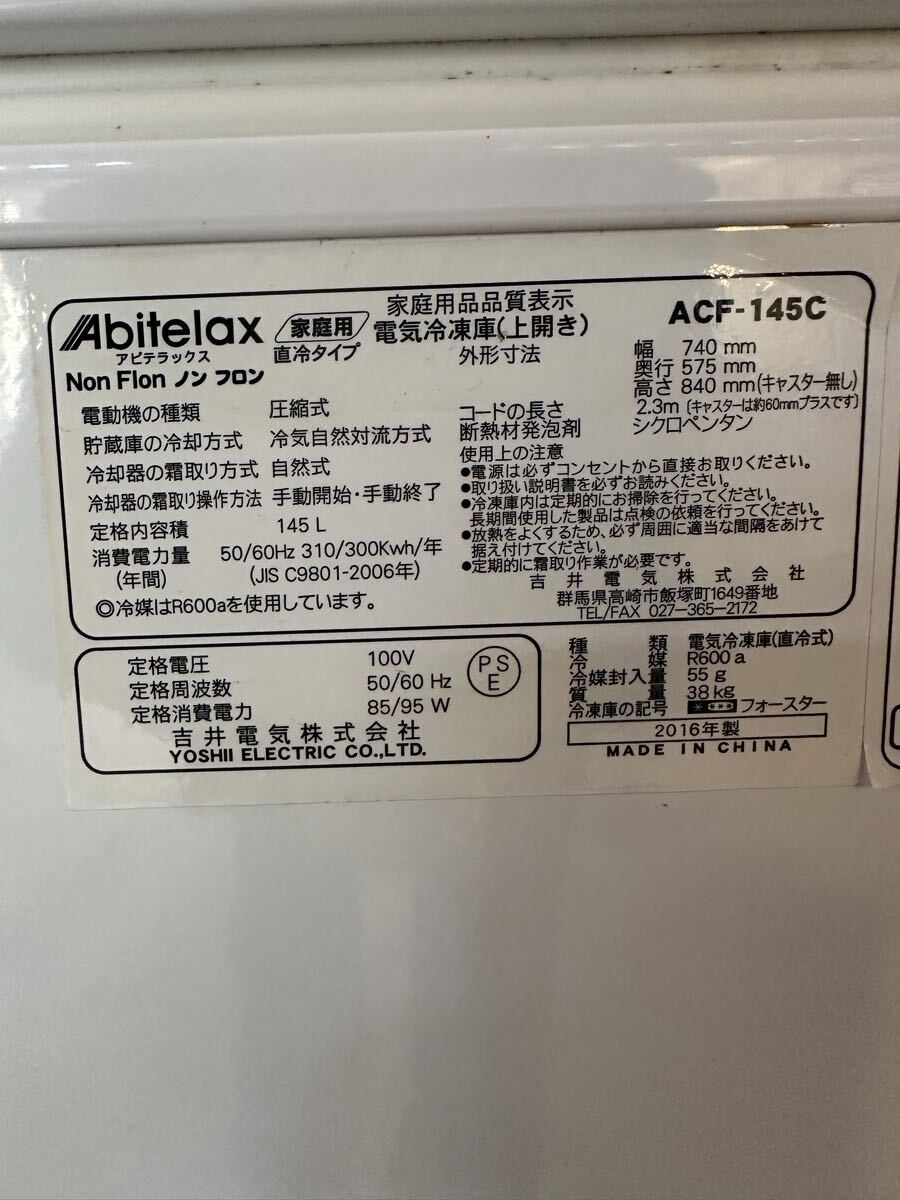 Abitelax
アビテラックス
Non Flon ノン フロン
家庭用
直冷タイプ
家庭用品品質表示
電気冷凍庫(上開き)
ACF-145C
外形寸法
幅 740 mm
奥行 575 mm
高さ 840 mm(キャスター無し)
コードの長さ 2.3m 〔キャスターは約60mmプラスです〕
断熱材発泡剤 シクロペンタン
電動機の種類 圧縮式
貯蔵庫の冷却方式 冷気自然対流方式
冷却器の霜取り方式 自然式
冷却器の霜取り操作方法 手動開始・手動終了
定格内容積 145 L
消費電力量 50/60Hz 310/300Kwh/年
(年間) (JIS C9801-2006年)
◎冷媒はR600aを使用しています。
使用上の注意
●電源は必ずコンセントから直接お取りください。
●取り扱い説明書を必ずお読みください。
●冷凍庫内は定期的にお掃除を行ってください。
長期間使用した製品は点検の依頼を行ってください。
●放熱をよくするため、必ず周囲に適当な間隔をあけて
据え付けてください。
●定期的に霜取り作業が必要です。
吉井電気株式会社
群馬県高崎市飯塚町1649番地
TEL/FAX 027-365-2172
定格電圧 100V
定格周波数 50/60 Hz
定格消費電力 85/95 W
PSE
吉井電気株式会社
YOSHII ELECTRIC CO.,LTD.
種類 電気冷凍庫(直冷式)
冷媒 R600a
冷媒封入量 55 g
質量 38 kg
冷凍庫の記号 * *** フォースター
2016年製
MADE IN CHINA